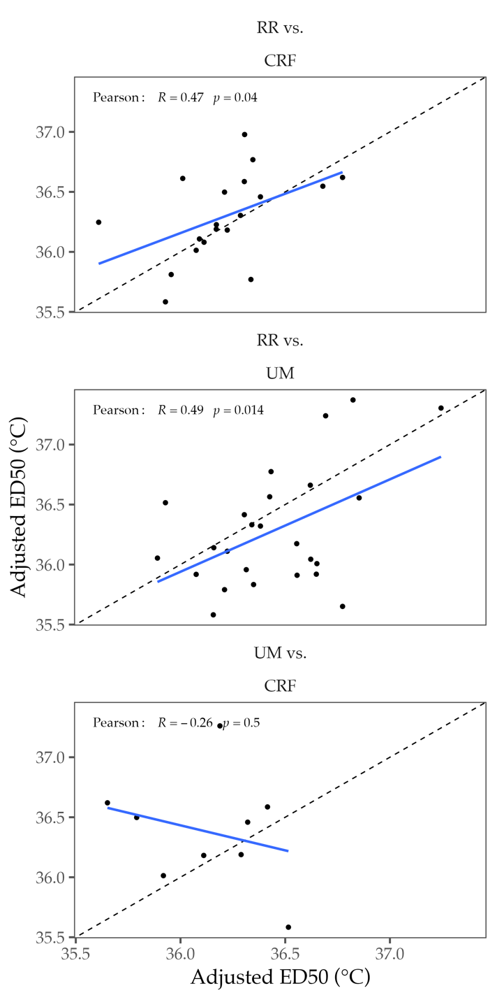 RR vs.
CRF
Pearson : R = 0.47 p = 0.04
37.0
36.5
36.0
35.5
RR vs.
UM
Pearson : R = 0.49 p = 0.014
37.0
36.5
36.0
35.5
Adjusted ED50 (°C)
UM vs.
CRF
Pearson : R = − 0.26 p = 0.5
37.0
36.5
36.0
35.5
35.5 36.0 36.5 37.0
Adjusted ED50 (°C)